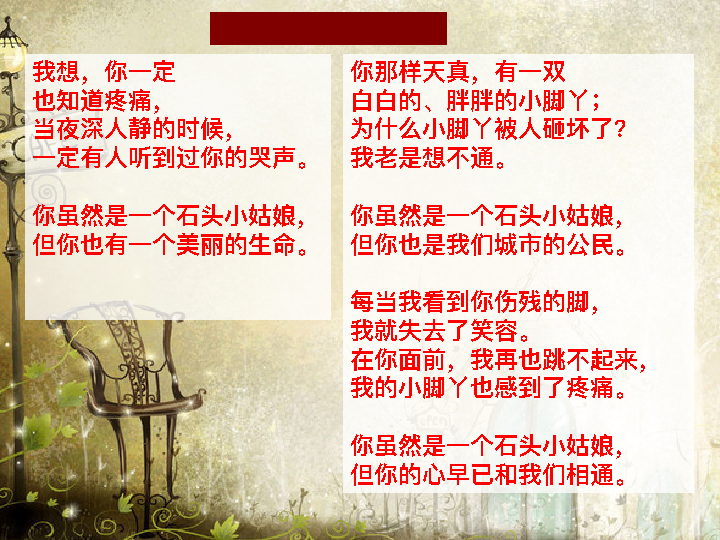 我想，你一定
也知道疼痛，
当夜深人静的时候，
一定有人听到过你的哭声。
你虽然是一个石头小姑娘，
但你也有一个美丽的生命。
你那样天真，有一双
白白的、胖胖的小脚丫；
为什么小脚丫被人砸坏了？
我老是想不通。
你虽然是一个石头小姑娘，
但你也是我们城市的公民。
每当我看到你伤残的脚，
我就失去了笑容。
在你面前，我再也跳不起来，
我的小脚丫也感到了疼痛。
你虽然是一个石头小姑娘，
但你的心早已和我们相通。